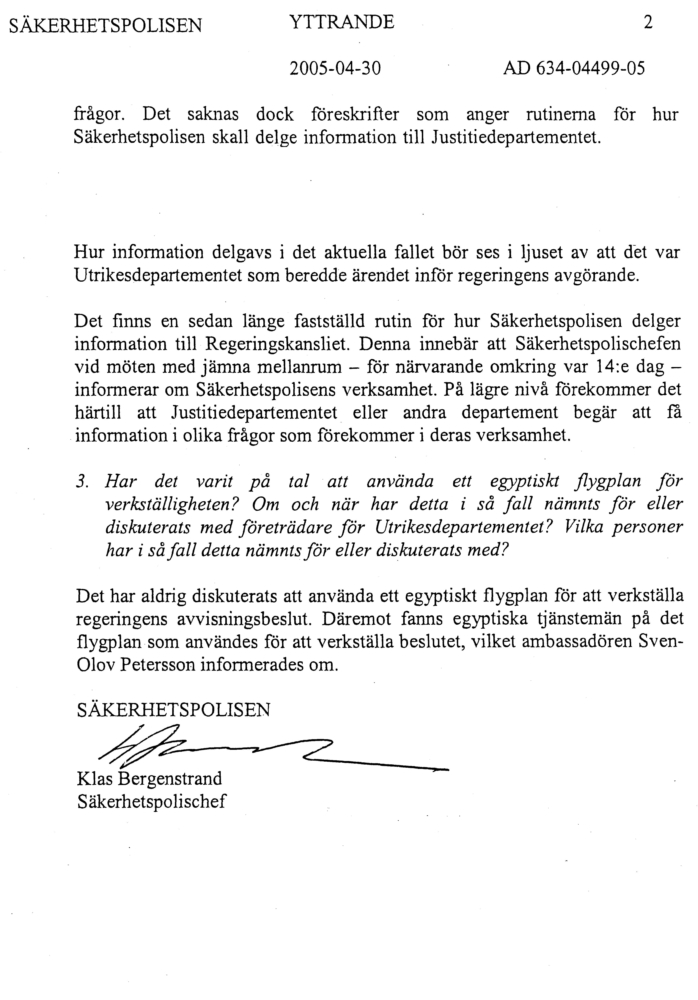 SÄKERHETSPOLISEN YTTRANDE 2
2005-04-30 AD 634-04499-05
frågor. Det saknas dock föreskrifter som anger rutinerna för hur
Säkerhetspolisen skall delge information till Justitiedepartementet.
Hur information delgavs i det aktuella fallet bör ses i ljuset av att det var
Utrikesdepartementet som beredde ärendet inför regeringens avgörande.
Det finns en sedan länge fastställd rutin för hur Säkerhetspolisen delger
information till Regeringskansliet. Denna innebär att Säkerhetspolischefen
vid möten med jämna mellanrum – för närvarande omkring var 14:e dag –
informerar om Säkerhetspolisens verksamhet. På lägre nivå förekommer det
härtill att Justitiedepartementet eller andra departement begär att få
information i olika frågor som förekommer i deras verksamhet.
3. Har det varit på tal att använda ett egyptiskt flygplan för
verkställigheten? Om och när har detta i så fall nämnts för eller
diskuterats med företrädare för Utrikesdepartementet? Vilka personer
har i så fall detta nämnts för eller diskuterats med?
Det har aldrig diskuterats att använda ett egyptiskt flygplan för att verkställa
regeringens avvisningsbeslut. Däremot fanns egyptiska tjänstemän på det
flygplan som användes för att verkställa beslutet, vilket ambassadören Sven-
Olov Petersson informerades om.
SÄKERHETSPOLISEN
Klas Bergenstrand
Säkerhetspolischef